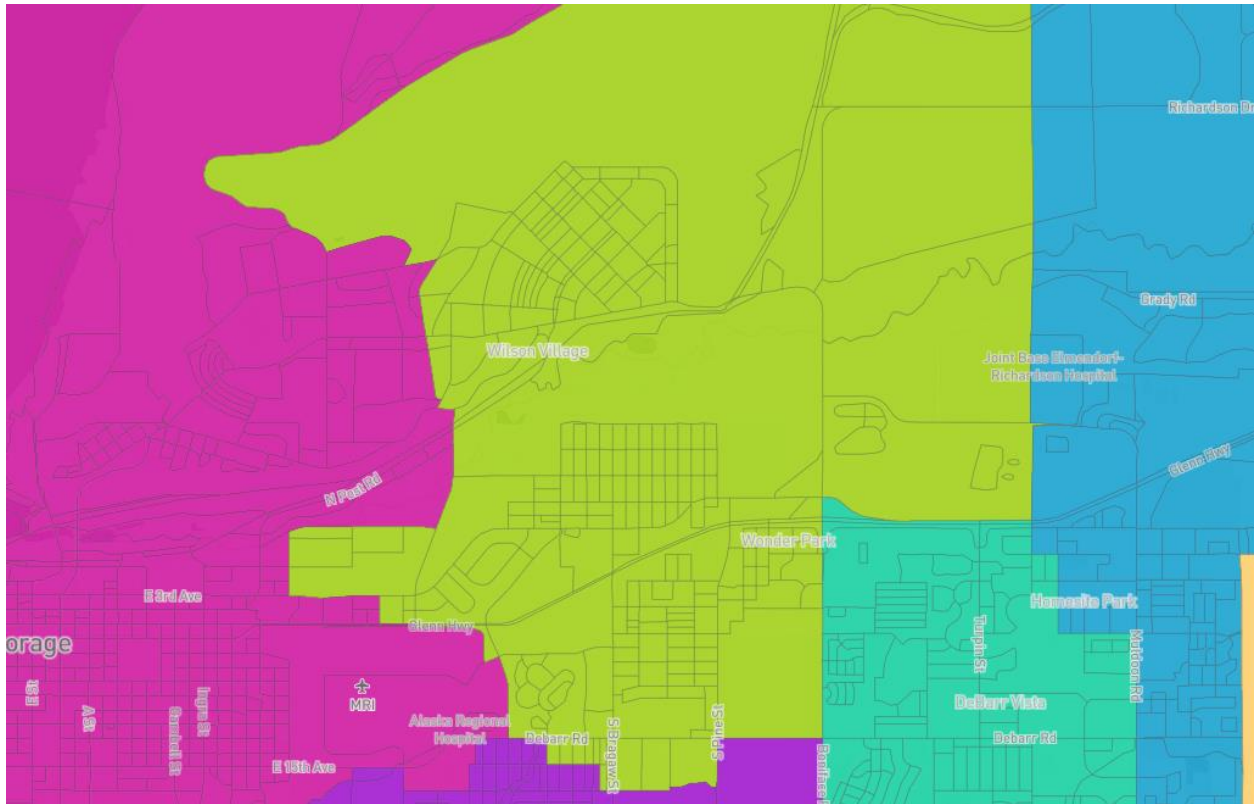 Richardson Dr
Grady Rd
Wilson Village
Joint Base Elmendorf-
Richardson Hospital
Glenn Hwy
N Post Rd
Wonder Park
E 3rd Ave
Homesite Park
Glenn Hwy
orage
Turpin St
Muldoon Rd
E St
A St
Ingra St
Gambell St
MRI
DeBarr Vista
Alaska Regional
Hospital
Debarr Rd
S Bragaw St
S Pine St
Debarr Rd
E 15th Ave